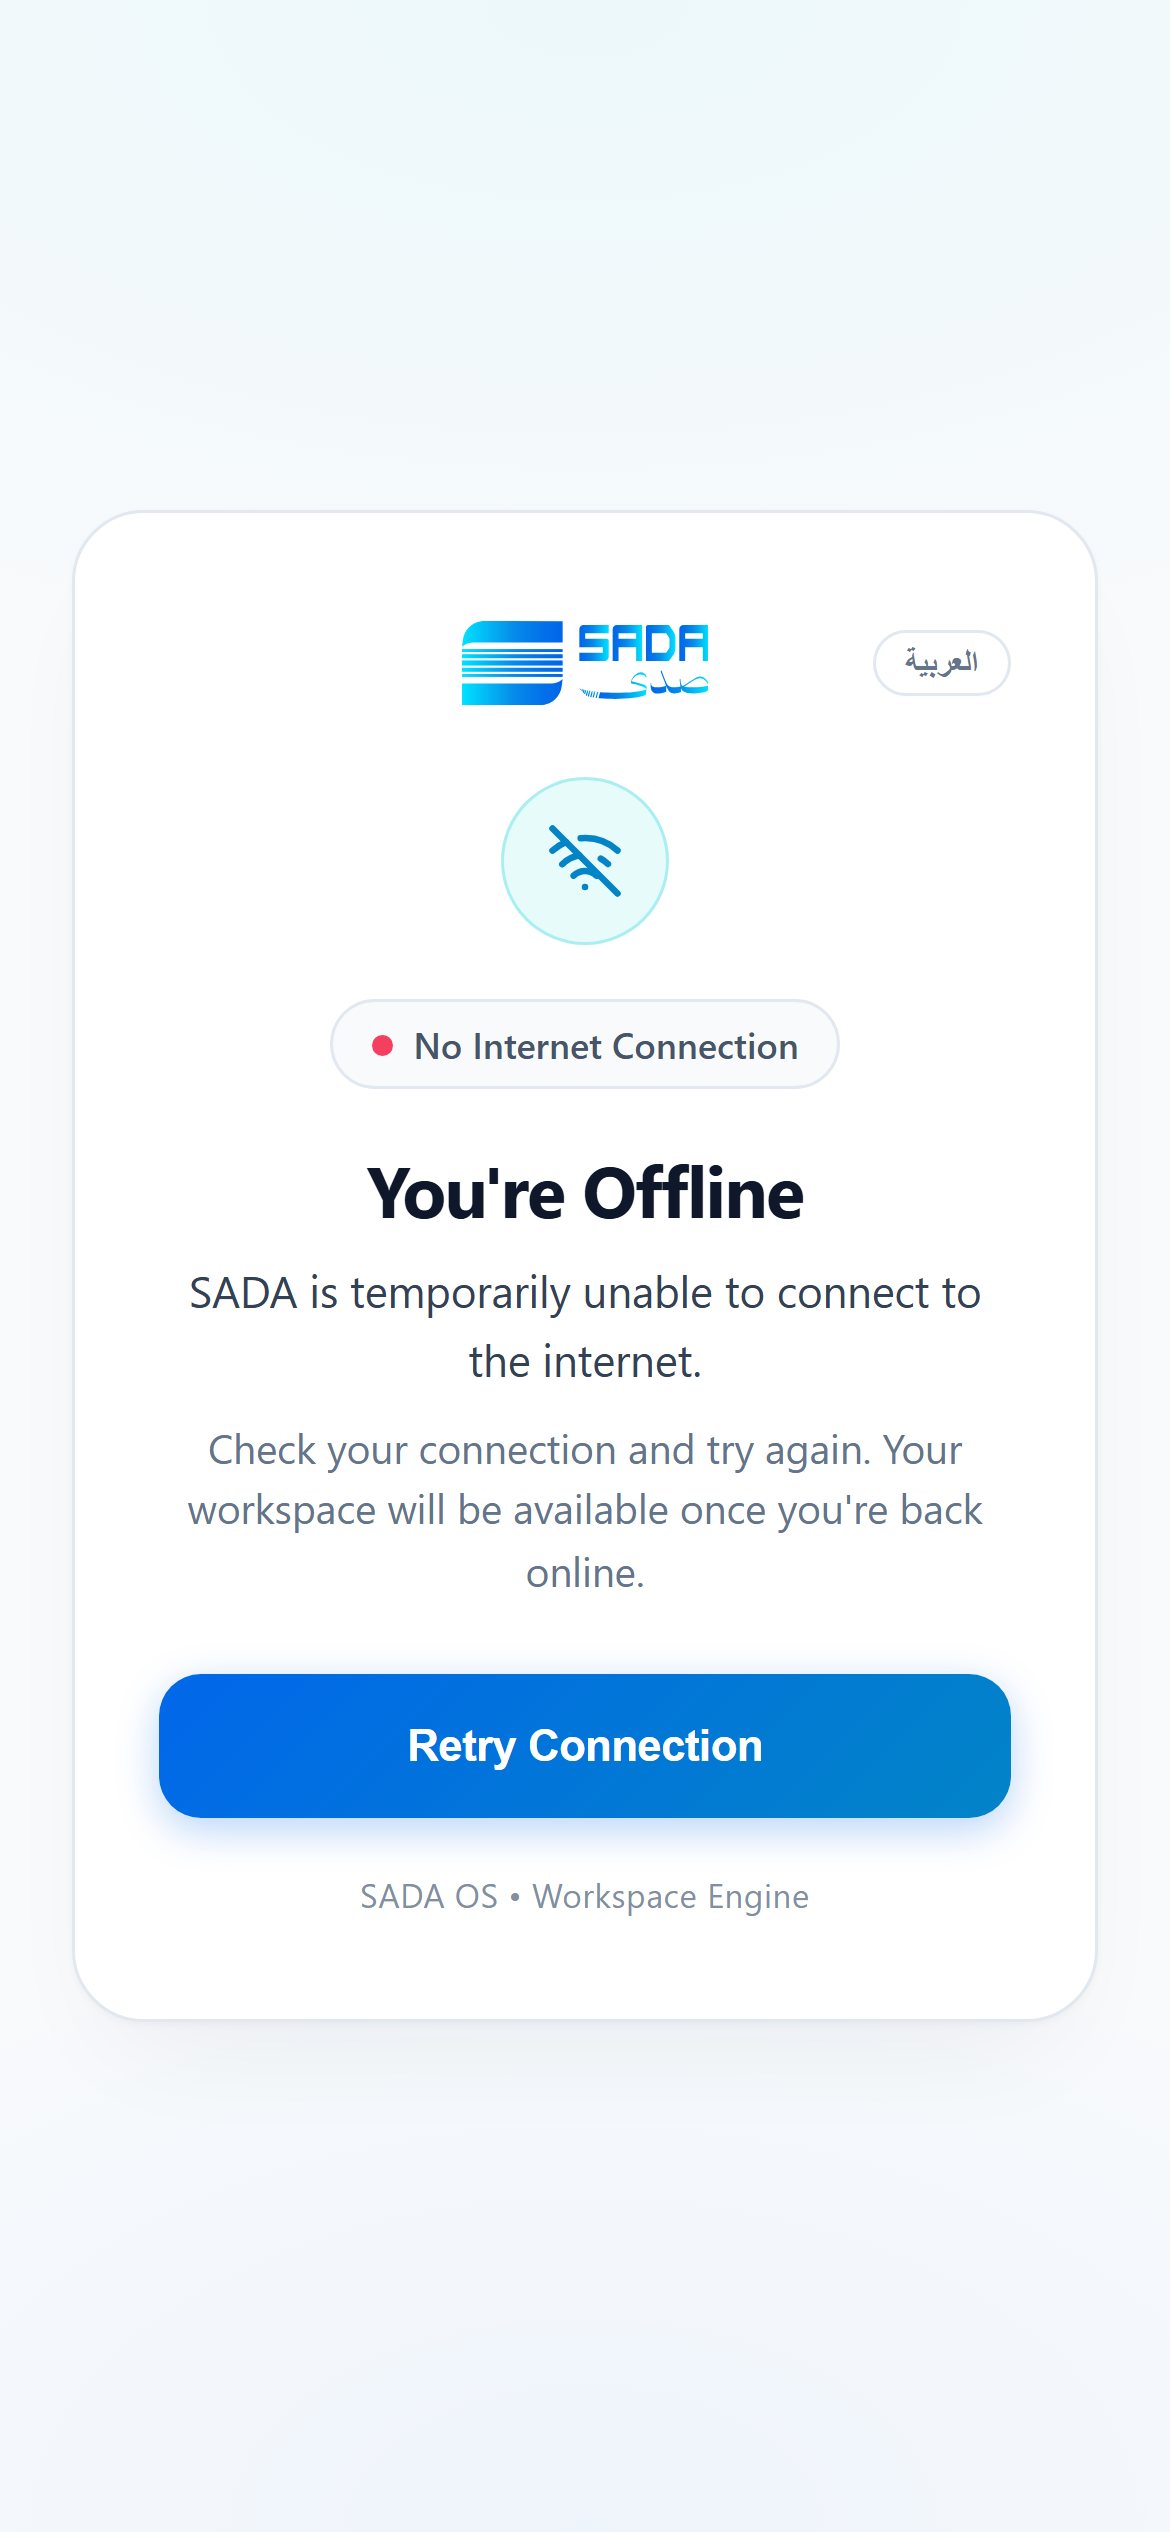 SADA
صدى
العربية
No Internet Connection
You're Offline
SADA is temporarily unable to connect to
the internet.
Check your connection and try again. Your
workspace will be available once you're back
online.
Retry Connection
SADA OS • Workspace Engine